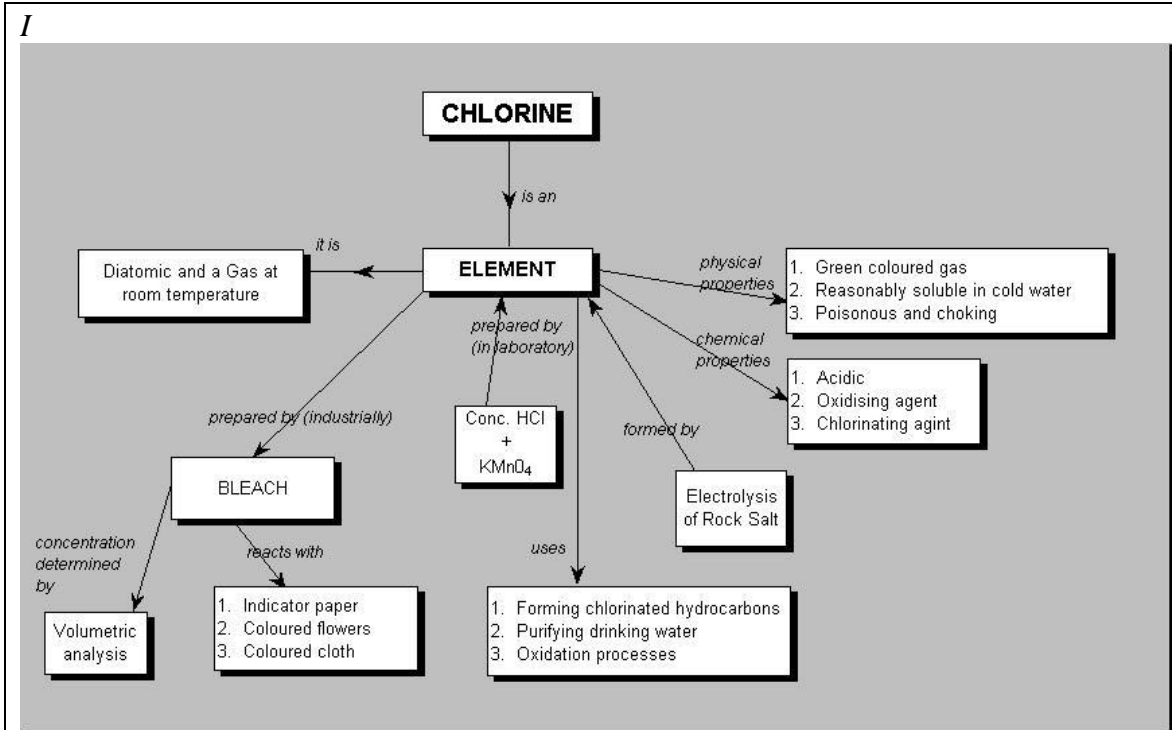 I
CHLORINE
is an
it is
Diatomic and a Gas at
room temperature
ELEMENT
physical
properties
1. Green coloured gas
2. Reasonably soluble in cold water
3. Poisonous and choking
prepared by
(in laboratory)
chemical
properties
1. Acidic
2. Oxidising agent
3. Chlorinating agint
prepared by (industrially)
Conc. HCl
+
KMnO4
formed by
BLEACH
Electrolysis
of Rock Salt
concentration
determined
by
reacts with
uses
Volumetric
analysis
1. Indicator paper
2. Coloured flowers
3. Coloured cloth
1. Forming chlorinated hydrocarbons
2. Purifying drinking water
3. Oxidation processes